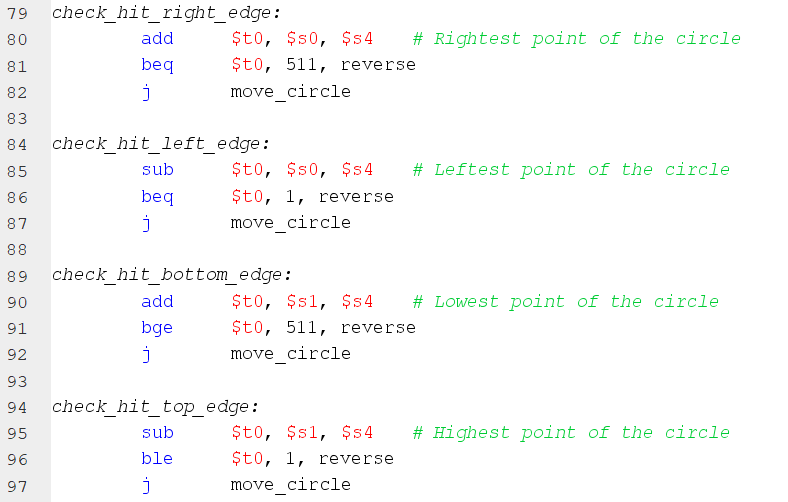 79 check_hit_right_edge:
80 add $t0, $s0, $s4 # Rightest point of the circle
81 beq $t0, 511, reverse
82 j move_circle
83
84 check_hit_left_edge:
85 sub $t0, $s0, $s4 # Leftest point of the circle
86 beq $t0, 1, reverse
87 j move_circle
88
89 check_hit_bottom_edge:
90 add $t0, $s1, $s4 # Lowest point of the circle
91 bge $t0, 511, reverse
92 j move_circle
93
94 check_hit_top_edge:
95 sub $t0, $s1, $s4 # Highest point of the circle
96 ble $t0, 1, reverse
97 j move_circle